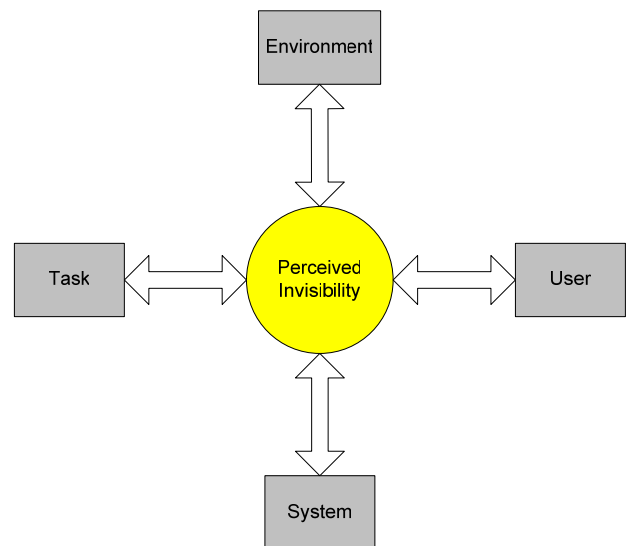 Environment
Task
Perceived
Invisibility
User
System